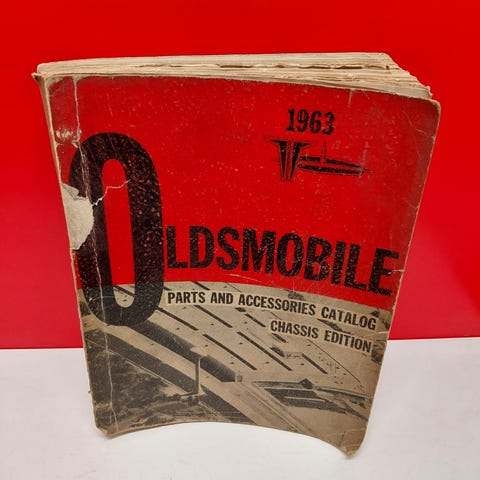 1963
OLDSMOBILE
PARTS AND ACCESSORIES CATALOG
CHASSIS EDITION